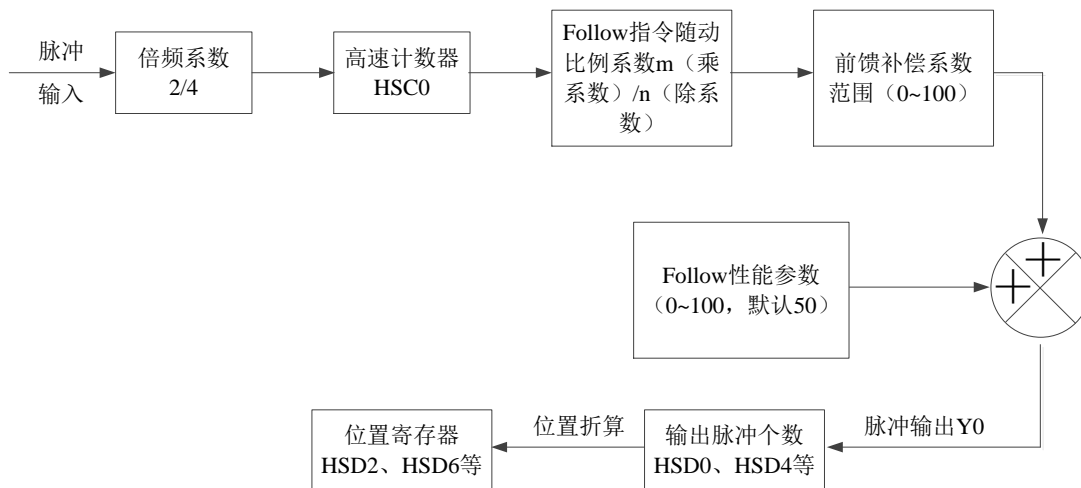 脉冲
输入
倍频系数
2/4
高速计数器
HSC0
Follow指令随动
比例系数m（乘
系数）/n（除系
数）
前馈补偿系数
范围（0~100）
Follow性能参数
（0~100，默认50）
脉冲输出Y0
输出脉冲个数
HSD0、HSD4等
位置折算
位置寄存器
HSD2、HSD6等